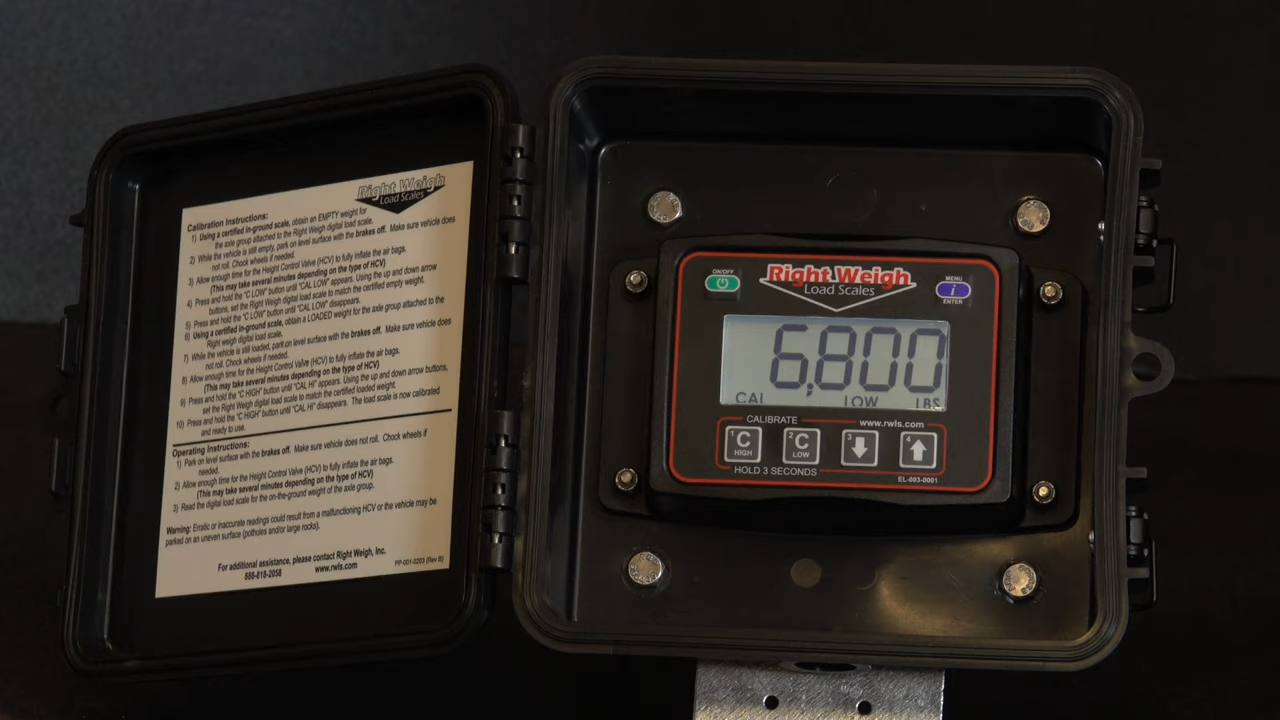 Right Weigh
Load Scales
Calibration Instructions:
1) Using a certified in-ground scale, obtain an EMPTY weight for
the axle group attached to the Right Weigh digital load scale.
2) While the vehicle is still empty, park on level surface with the brakes off. Make sure vehicle does
not roll. Chock wheels if needed.
3) Allow enough time for the Height Control Valve (HCV) to fully inflate the air bags.
(This may take several minutes depending on the type of HCV)
4) Press and hold the "C LOW" button until "CAL LOW" appears. Using the up and down arrow
buttons, set the Right Weigh digital load scale to match the certified empty weight.
5) Press and hold the "C LOW" button until "CAL LOW" disappears.
6) Using a certified in-ground scale, obtain a LOADED weight for the axle group attached to the
Right weigh digital load scale.
7) While the vehicle is still loaded, park on level surface with the brakes off. Make sure vehicle does
not roll. Chock wheels if needed.
8) Allow enough time for the Height Control Valve (HCV) to fully inflate the air bags.
(This may take several minutes depending on the type of HCV)
9) Press and hold the "C HIGH" button until "CAL HI" appears. Using the up and down arrow buttons,
set the Right Weigh digital load scale to match the certified loaded weight.
10) Press and hold the "C HIGH" button until "CAL HI" disappears. The load scale is now calibrated
and ready to use.
Operating Instructions:
1) Park on level surface with the brakes off. Make sure vehicle does not roll. Chock wheels if
needed.
2) Allow enough time for the Height Control Valve (HCV) to fully inflate the air bags.
(This may take several minutes depending on the type of HCV)
3) Read the digital load scale for the on-the-ground weight of the axle group.
Warning: Erratic or inaccurate readings could result from a malfunctioning HCV or the vehicle may be
parked on an uneven surface (potholes and/or large rocks).
For additional assistance, please contact Right Weigh, Inc.
888-818-2058 www.rwls.com PP-001-0203 (Rev B)
ON/OFF
Right Weigh
Load Scales
MENU
i
ENTER
6,800
CAL LOW LBS
CALIBRATE www.rwls.com
1 C HIGH
2 C LOW
3
4
HOLD 3 SECONDS
EL-003-0001